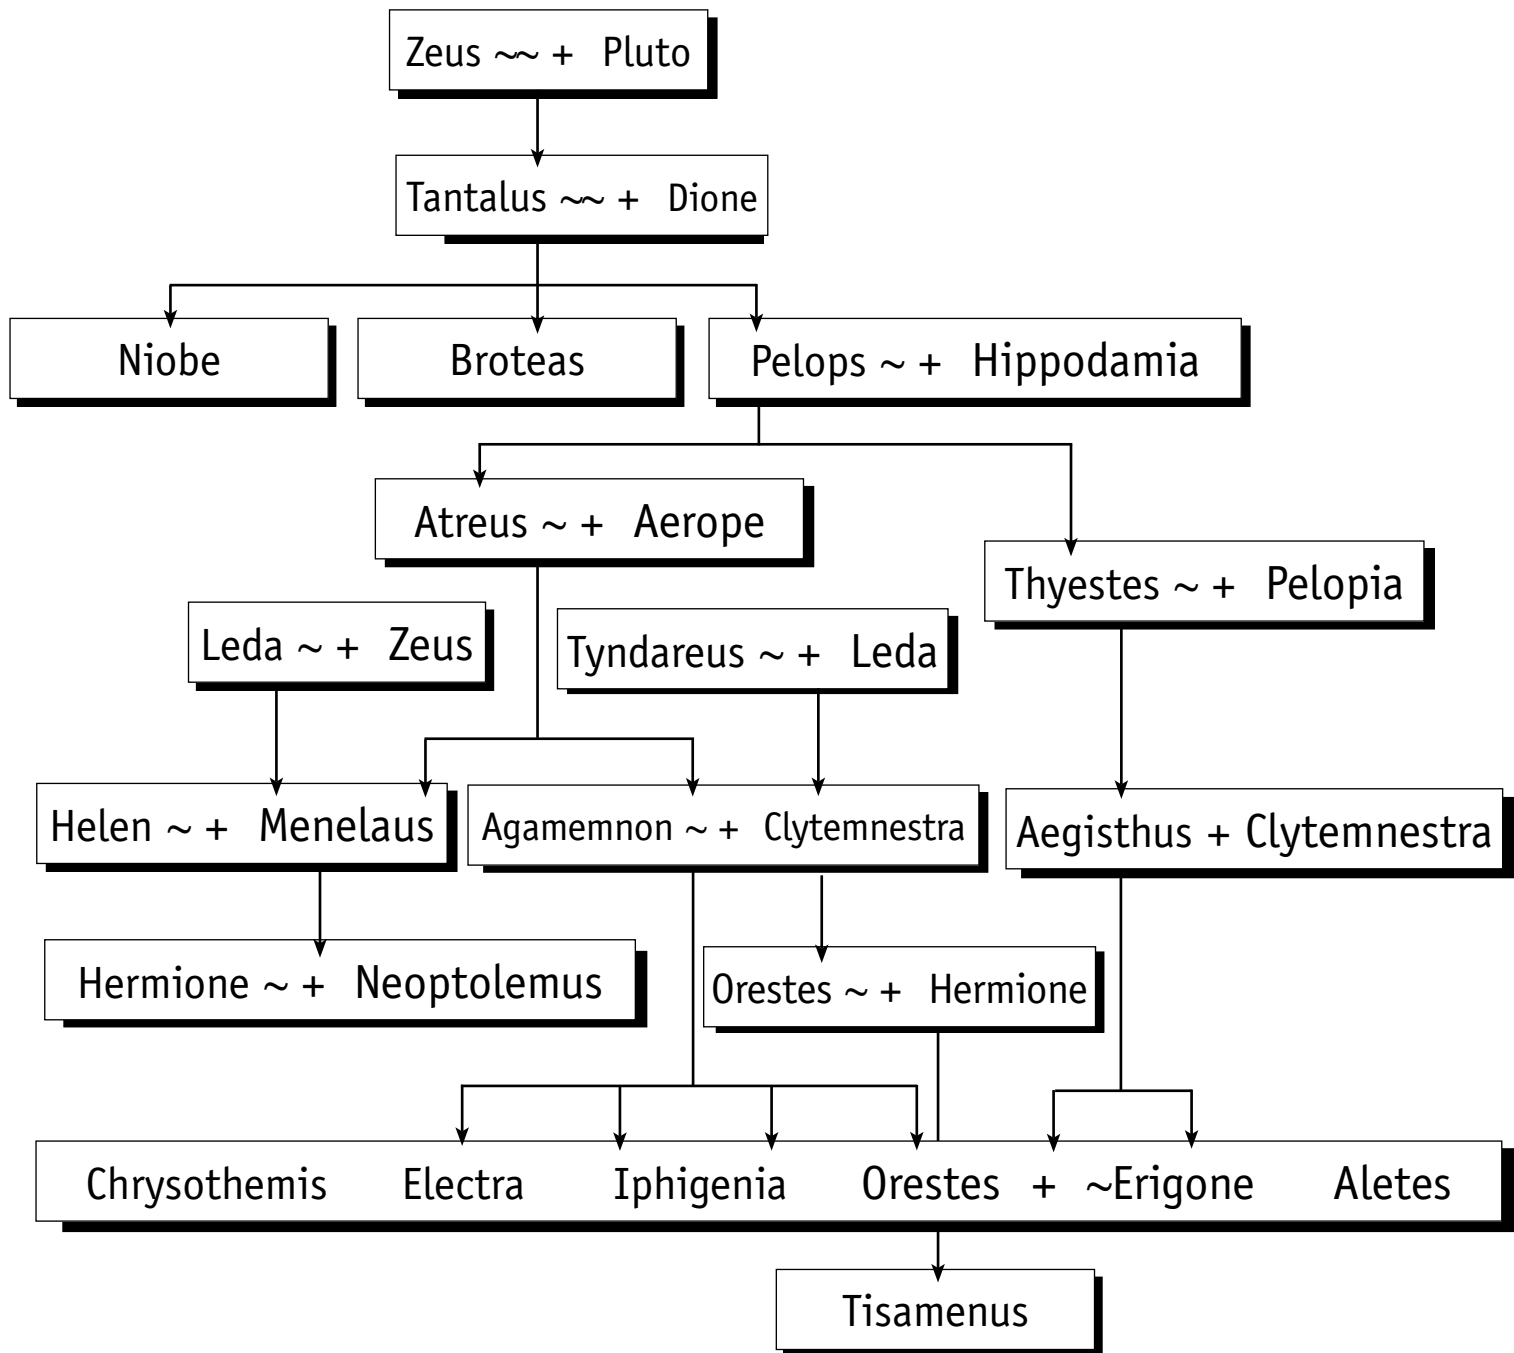 Zeus ~~ + Pluto
Tantalus ~~ + Dione
Niobe
Broteas
Pelops ~ + Hippodamia
Atreus ~ + Aerope
Thyestes ~ + Pelopia
Leda ~ + Zeus
Tyndareus ~ + Leda
Helen ~ + Menelaus
Agamemnon ~ + Clytemnestra
Aegisthus + Clytemnestra
Hermione ~ + Neoptolemus
Orestes ~ + Hermione
Chrysothemis Electra Iphigenia Orestes + ~Erigone Aletes
Tisamenus